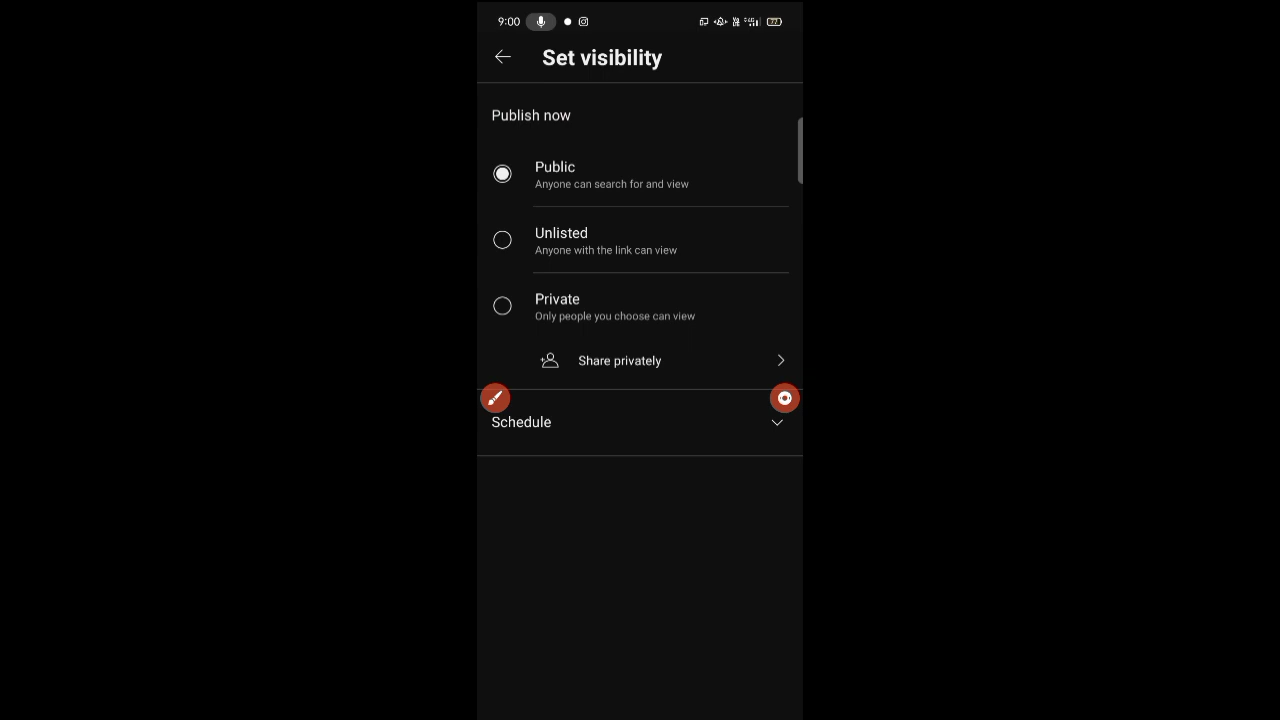 9:00
Set visibility
Publish now
Public
Anyone can search for and view
Unlisted
Anyone with the link can view
Private
Only people you choose can view
Share privately
Schedule